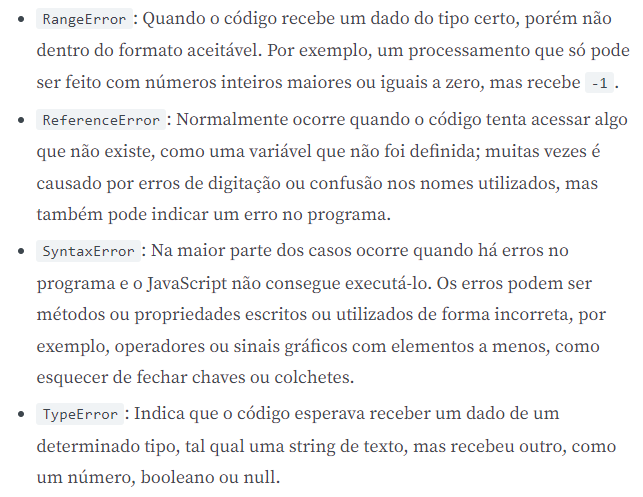 RangeError: Quando o código recebe um dado do tipo certo, porém não
dentro do formato aceitável. Por exemplo, um processamento que só pode
ser feito com números inteiros maiores ou iguais a zero, mas recebe -1.
ReferenceError: Normalmente ocorre quando o código tenta acessar algo
que não existe, como uma variável que não foi definida; muitas vezes é
causado por erros de digitação ou confusão nos nomes utilizados, mas
também pode indicar um erro no programa.
SyntaxError: Na maior parte dos casos ocorre quando há erros no
programa e o JavaScript não consegue executá-lo. Os erros podem ser
métodos ou propriedades escritos ou utilizados de forma incorreta, por
exemplo, operadores ou sinais gráficos com elementos a menos, como
esquecer de fechar chaves ou colchetes.
TypeError: Indica que o código esperava receber um dado de um
determinado tipo, tal qual uma string de texto, mas recebeu outro, como
um número, booleano ou null.